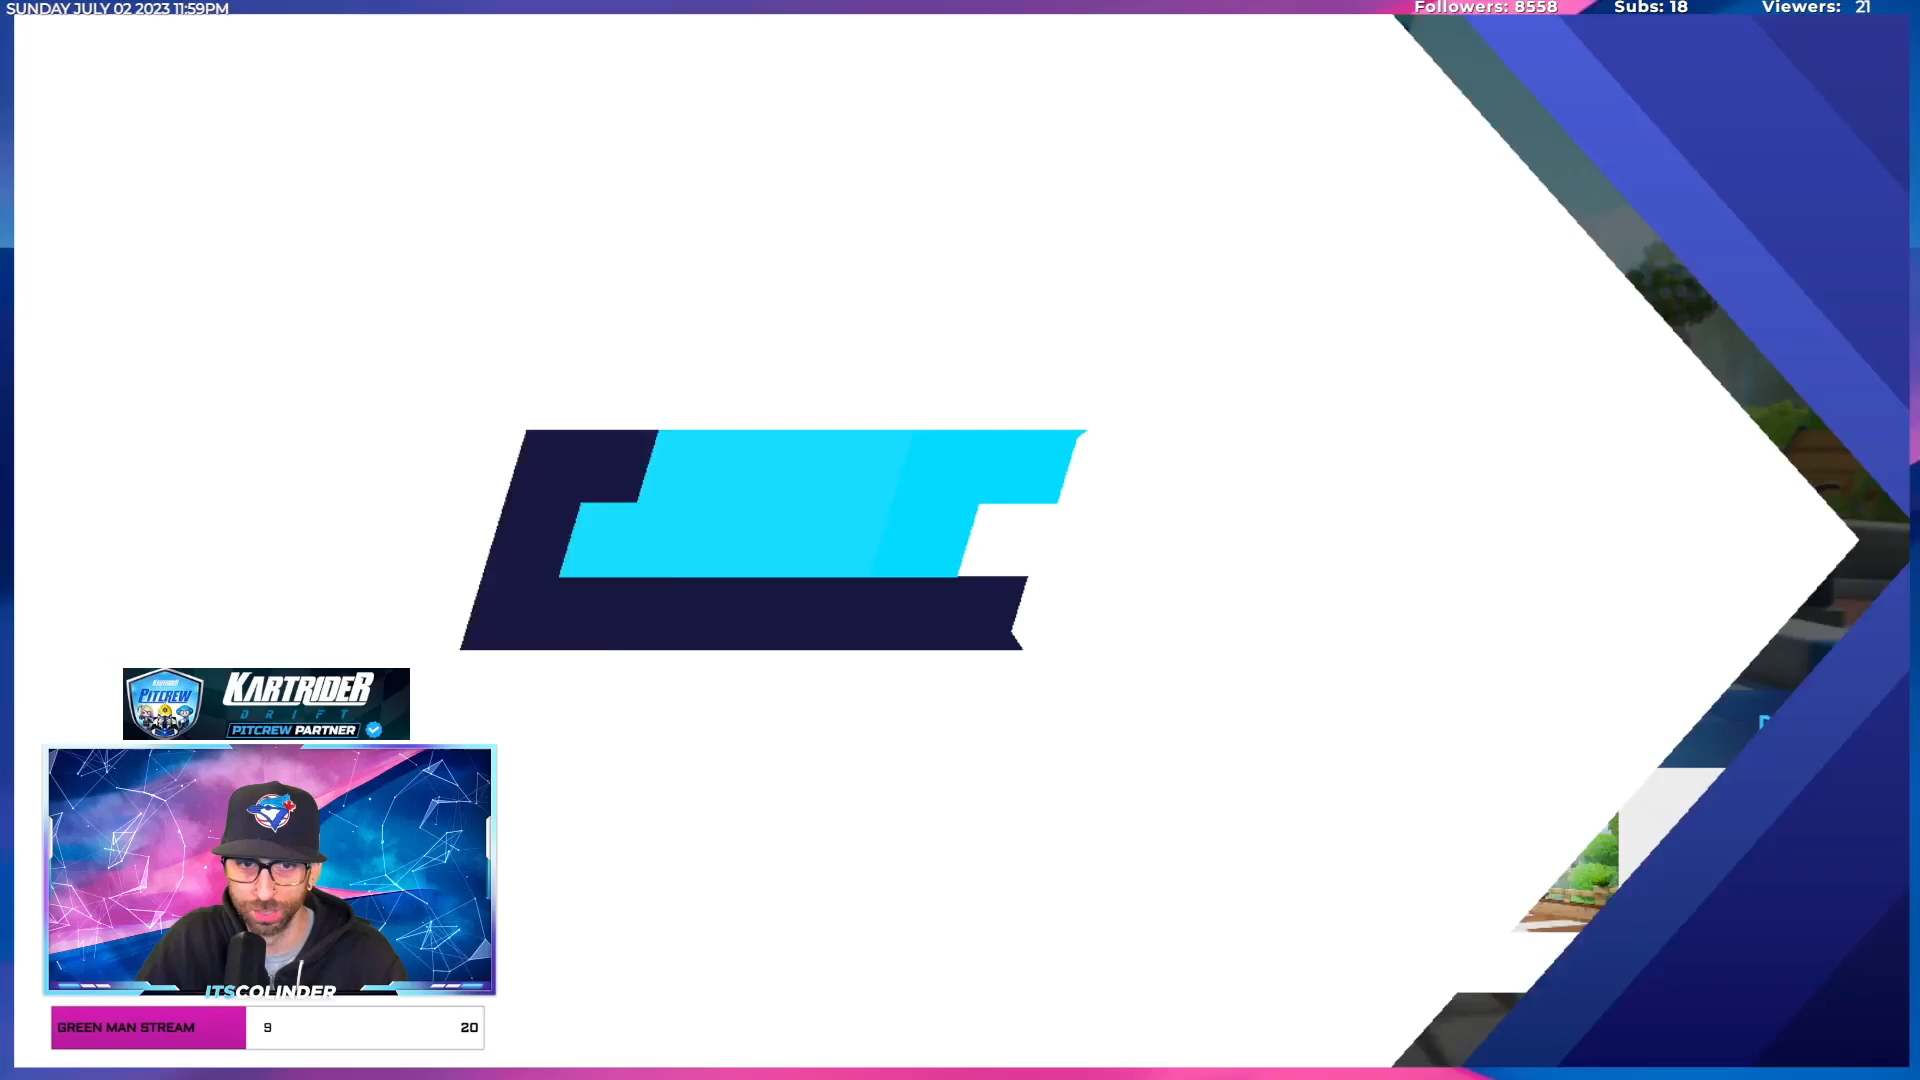 SUNDAY JULY 02 2023 11:59PM
Followers: 8558 Subs: 18 Viewers: 21
KARTRIDER
PITCREW
KARTRIDER
DRIFT
PITCREW PARTNER
ITSCOLINDER
GREEN MAN STREAM 9 20